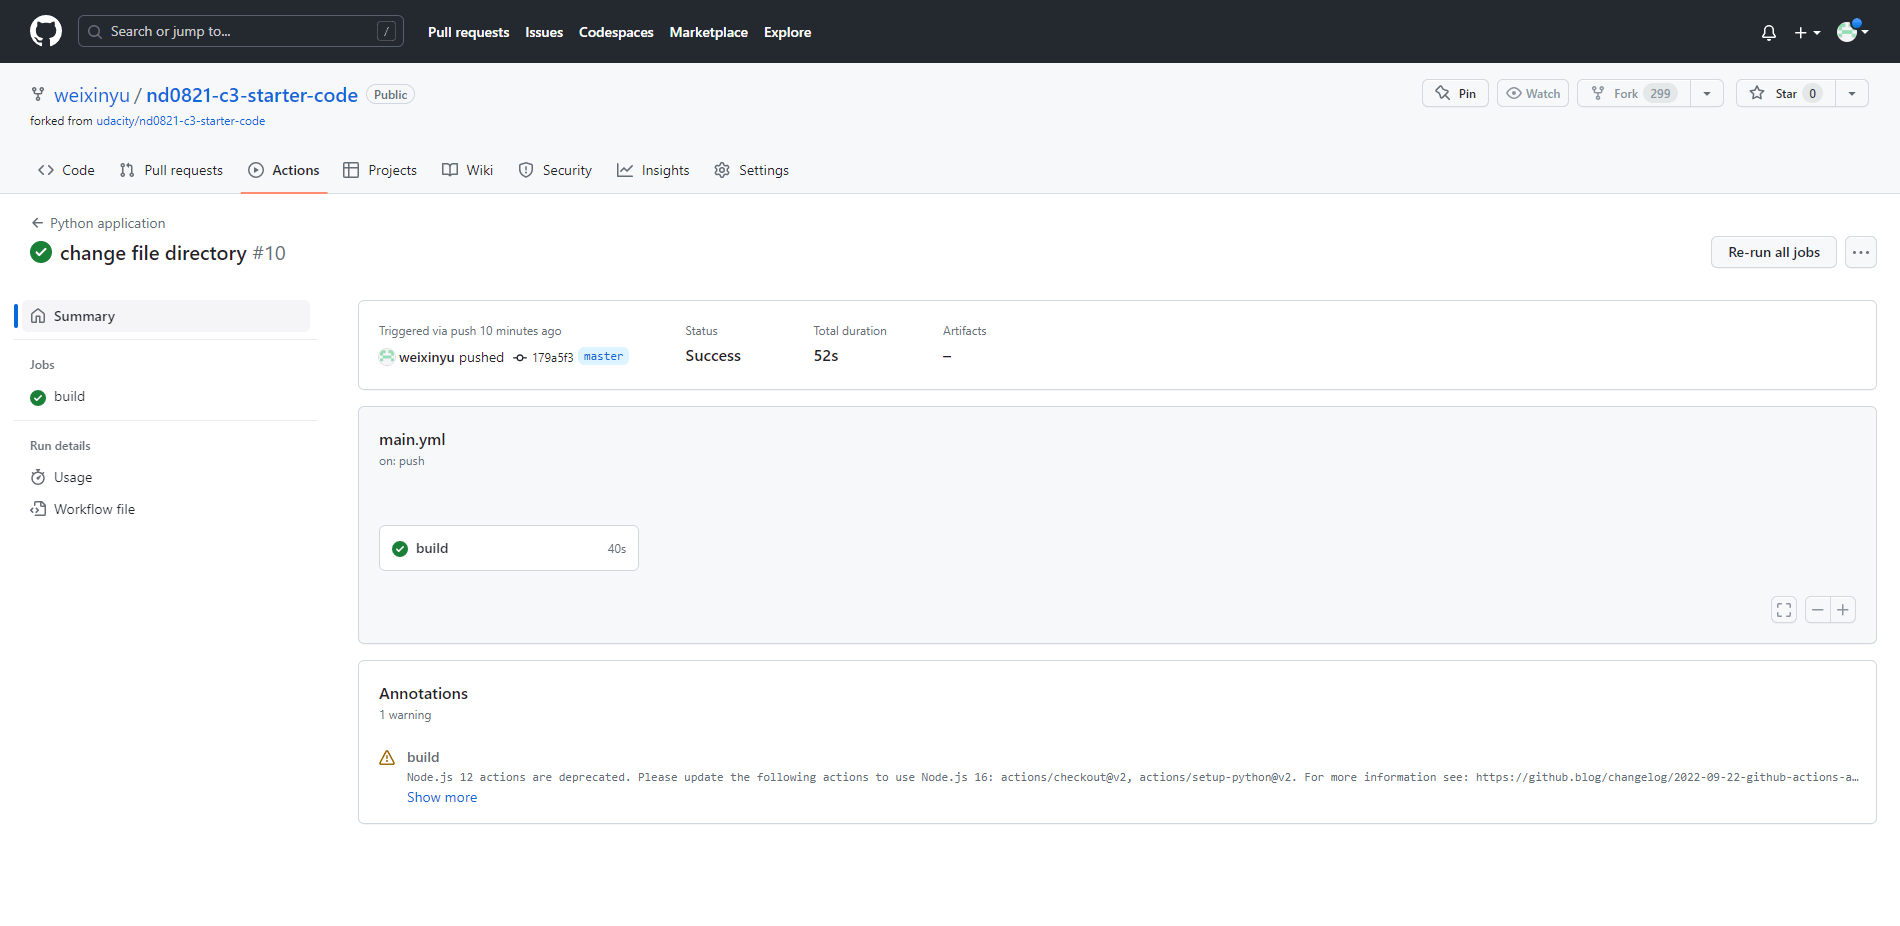 Search or jump to... /
Pull requests Issues Codespaces Marketplace Explore
weixinyu / nd0821-c3-starter-code Public
Pin Watch Fork 299 Star 0
forked from udacity/nd0821-c3-starter-code
Code Pull requests Actions Projects Wiki Security Insights Settings
Python application
change file directory #10
Re-run all jobs
Summary
Jobs
build
Run details
Usage
Workflow file
Triggered via push 10 minutes ago
weixinyu pushed 179a5f3 master
Status
Success
Total duration
52s
Artifacts
–
main.yml
on: push
build 40s
Annotations
1 warning
build
Node.js 12 actions are deprecated. Please update the following actions to use Node.js 16: actions/checkout@v2, actions/setup-python@v2. For more information see: https://github.blog/changelog/2022-09-22-github-actions-a…
Show more